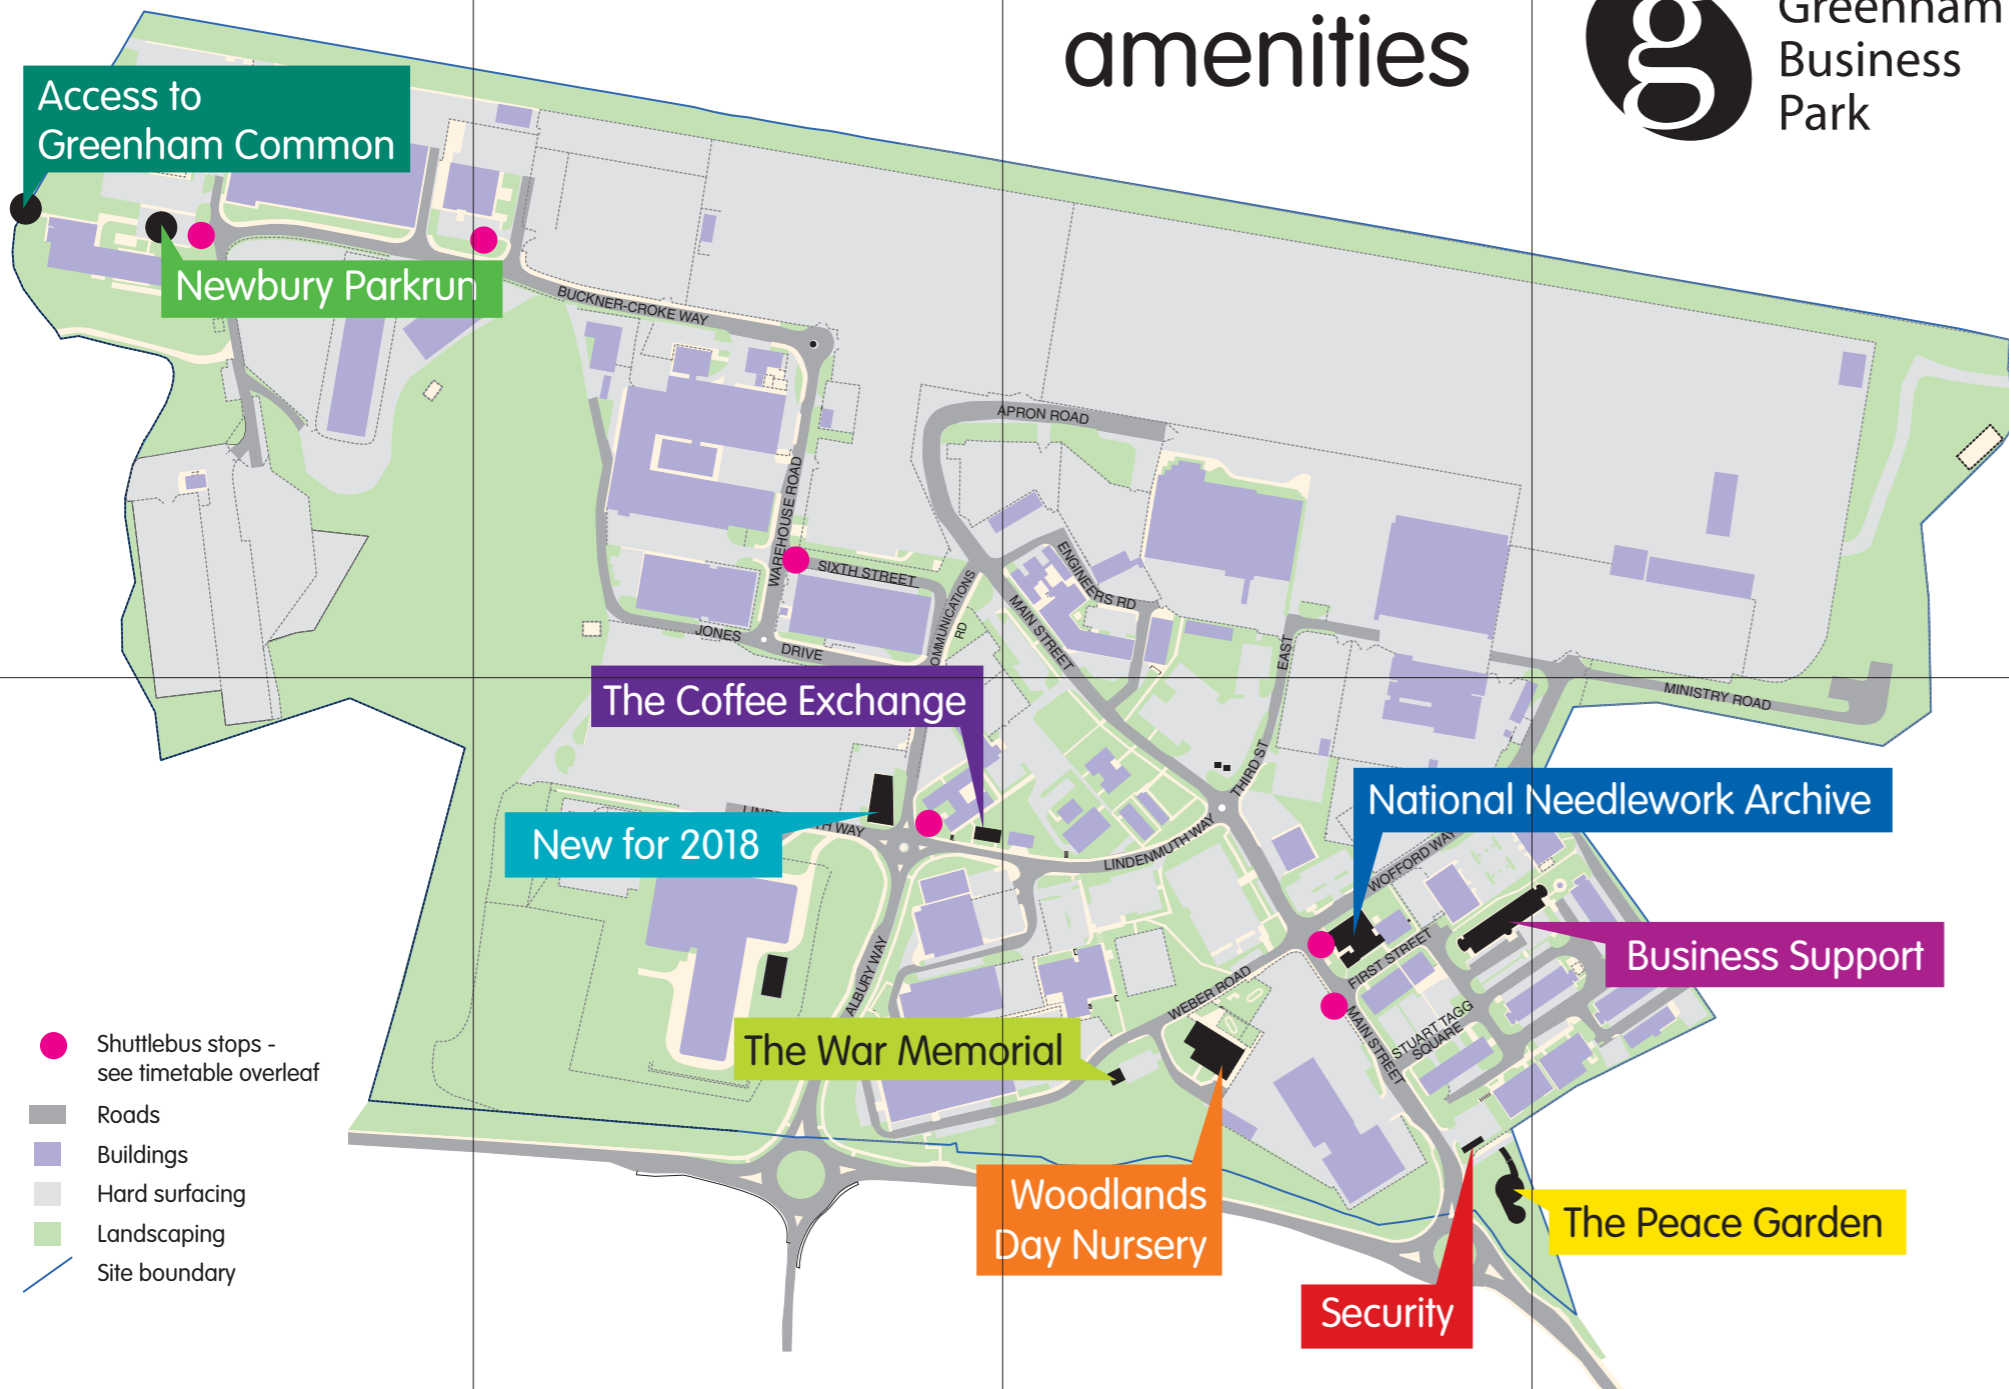 amenities
g
Greenham
Business
Park
Access to
Greenham Common
Newbury Parkrun
BUCKNER-CROKE WAY
APRON ROAD
WAREHOUSE ROAD
SIXTH STREET
ENGINEERS RD
MAIN STREET
RD
JONES
DRIVE
EAST
MINISTRY ROAD
The Coffee Exchange
THIRD ST
National Needlework Archive
New for 2018
WAY
LINDENMUTH WAY
WOFFORD WAY
Business Support
FIRST STREET
ALBURY WAY
WEBER ROAD
STUART TAGG
SQUARE
MAIN STREET
The War Memorial
Woodlands
Day Nursery
The Peace Garden
Security
Shuttlebus stops -
see timetable overleaf
Roads
Buildings
Hard surfacing
Landscaping
Site boundary